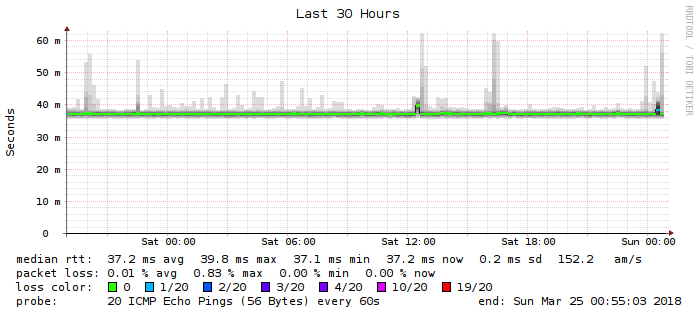 Last 30 Hours
RRDTOOL / TOBI OETIKER
Seconds
60 m
50 m
40 m
30 m
20 m
10 m
0
Sat 00:00 Sat 06:00 Sat 12:00 Sat 18:00 Sun 00:00
median rtt: 37.2 ms avg 39.8 ms max 37.1 ms min 37.2 ms now 0.2 ms sd 152.2 am/s
packet loss: 0.01 % avg 0.83 % max 0.00 % min 0.00 % now
loss color: 0 1/20 2/20 3/20 4/20 10/20 19/20
probe: 20 ICMP Echo Pings (56 Bytes) every 60s end: Sun Mar 25 00:55:03 2018